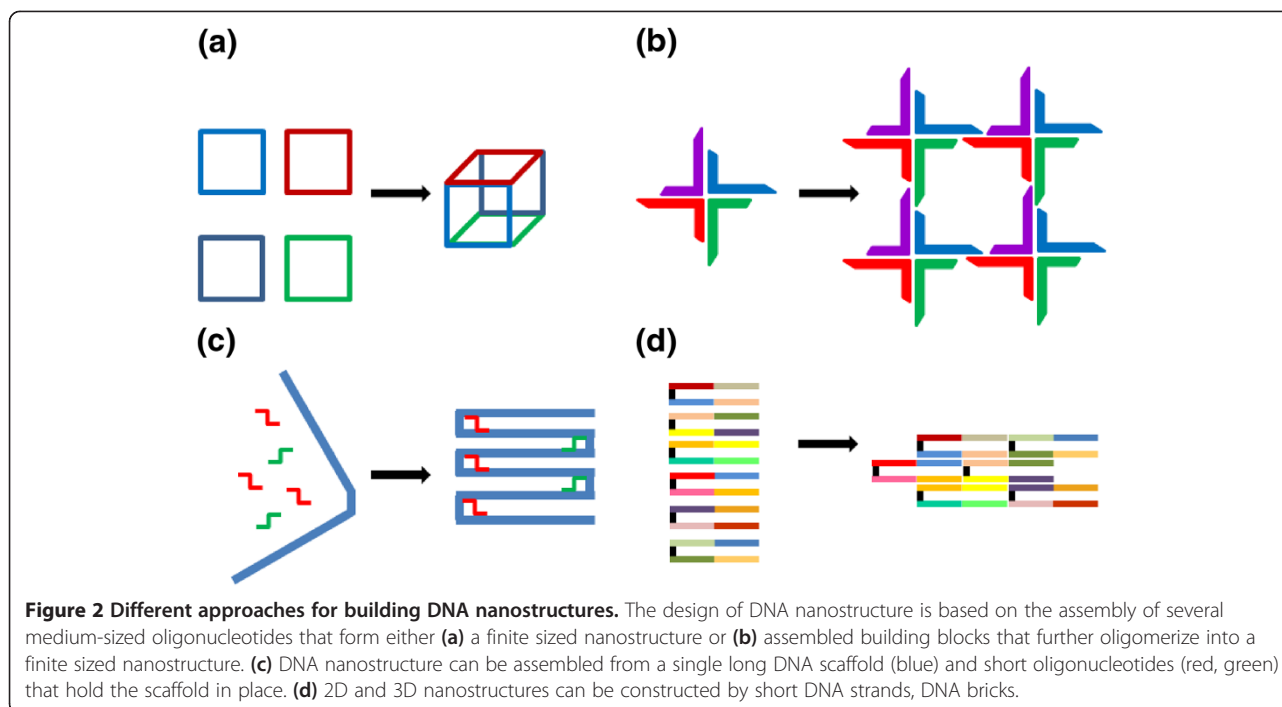 (a)
(b)
(c)
(d)
Figure 2 Different approaches for building DNA nanostructures. The design of DNA nanostructure is based on the assembly of several
medium-sized oligonucleotides that form either (a) a finite sized nanostructure or (b) assembled building blocks that further oligomerize into a
finite sized nanostructure. (c) DNA nanostructure can be assembled from a single long DNA scaffold (blue) and short oligonucleotides (red, green)
that hold the scaffold in place. (d) 2D and 3D nanostructures can be constructed by short DNA strands, DNA bricks.